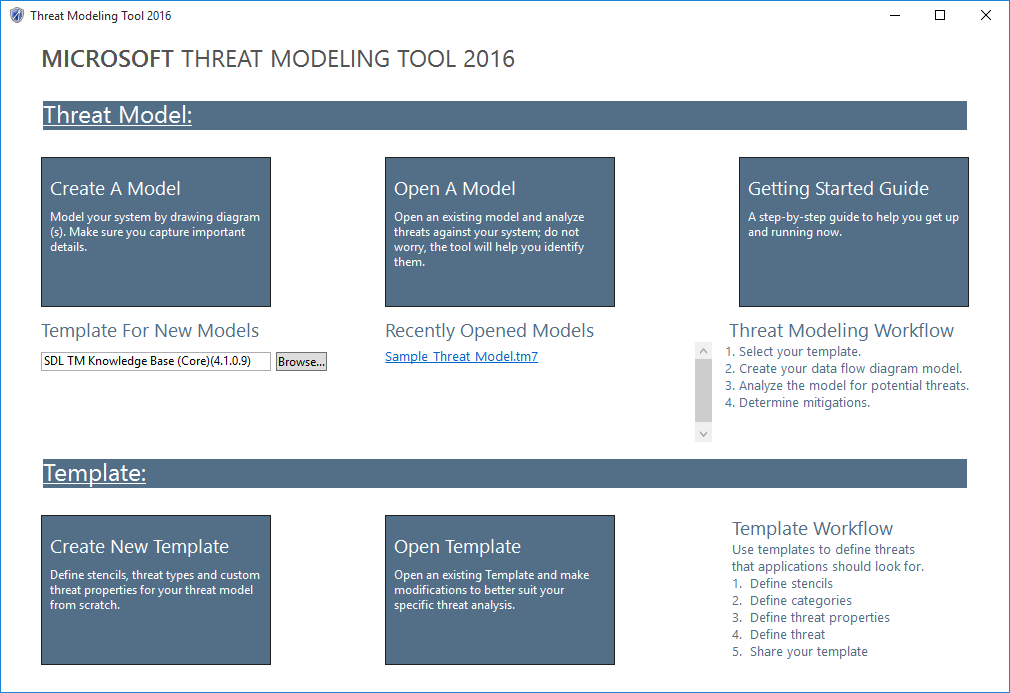 Threat Modeling Tool 2016
MICROSOFT THREAT MODELING TOOL 2016
Threat Model:
Create A Model
Model your system by drawing diagram
(s). Make sure you capture important
details.
Open A Model
Open an existing model and analyze
threats against your system; do not
worry, the tool will help you identify
them.
Getting Started Guide
A step-by-step guide to help you get up
and running now.
Template For New Models
SDL TM Knowledge Base (Core)(4.1.0.9)
Browse...
Recently Opened Models
Sample Threat Model.tm7
Threat Modeling Workflow
1. Select your template.
2. Create your data flow diagram model.
3. Analyze the model for potential threats.
4. Determine mitigations.
Template:
Create New Template
Define stencils, threat types and custom
threat properties for your threat model
from scratch.
Open Template
Open an existing Template and make
modifications to better suit your
specific threat analysis.
Template Workflow
Use templates to define threats
that applications should look for.
1. Define stencils
2. Define categories
3. Define threat properties
4. Define threat
5. Share your template